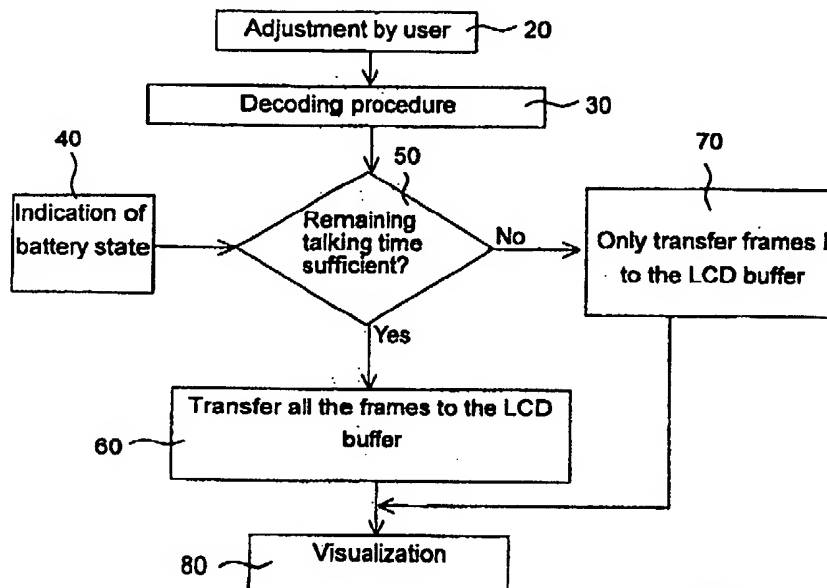 Adjustment by user
20
Decoding procedure
30
40
50
70
Indication of
battery state
Remaining
talking time
sufficient?
No
Only transfer frames I
to the LCD buffer
Yes
Transfer all the frames to the LCD
buffer
60
Visualization
80